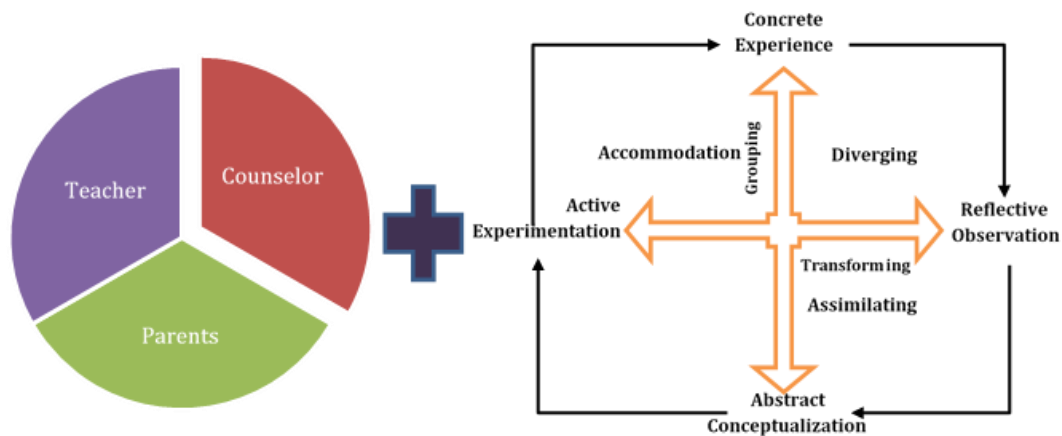 Teacher
Counselor
Parents
Concrete
Experience
Accommodation
Grouping
Diverging
Active
Experimentation
Reflective
Observation
Transforming
Assimilating
Abstract
Conceptualization